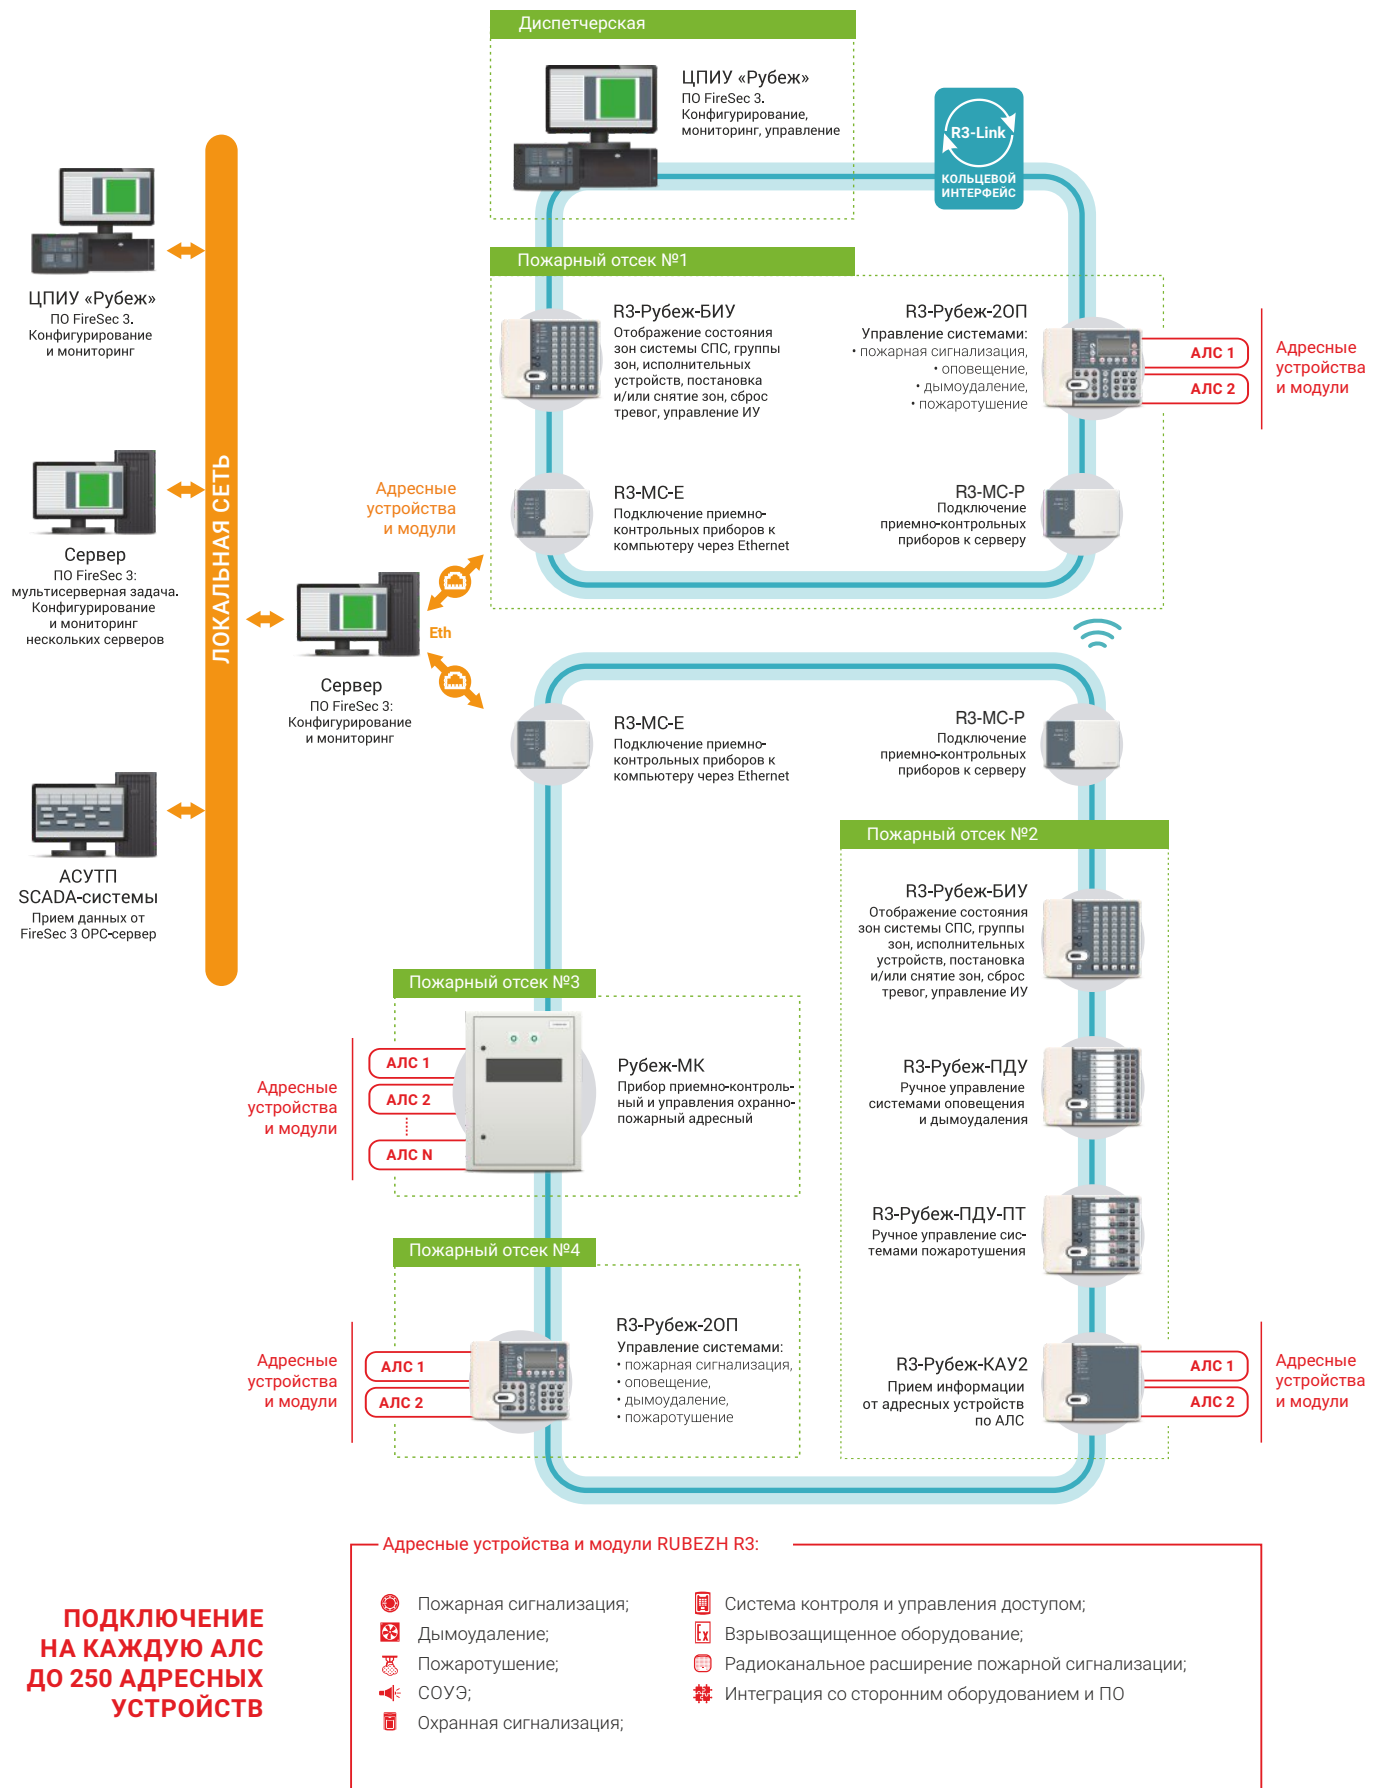 Диспетчерская
ЦПИУ «Рубеж»
ПО FireSec 3.
Конфигурирование,
мониторинг, управление
R3-Link
КОЛЬЦЕВОЙ
ИНТЕРФЕЙС
ЦПИУ «Рубеж»
ПО FireSec 3.
Конфигурирование
и мониторинг
Сервер
ПО FireSec 3:
мультисерверная задача.
Конфигурирование
и мониторинг
нескольких серверов
АСУТП
SCADA-системы
Прием данных от
FireSec 3 OPC-сервер
ЛОКАЛЬНАЯ СЕТЬ
Сервер
ПО FireSec 3:
Конфигурирование
и мониторинг
Адресные
устройства
и модули
Eth
Пожарный отсек №1
R3-Рубеж-БИУ
Отображение состояния
зон системы СПС, группы
зон, исполнительных
устройств, постановка
и/или снятие зон, сброс
тревог, управление ИУ
R3-Рубеж-2ОП
Управление системами:
• пожарная сигнализация,
• оповещение,
• дымоудаление,
• пожаротушение
АЛС 1
АЛС 2
Адресные
устройства
и модули
R3-МС-Е
Подключение приемно-
контрольных приборов к
компьютеру через Ethernet
R3-МС-Р
Подключение
приемно-контрольных
приборов к серверу
R3-МС-Е
Подключение приемно-
контрольных приборов к
компьютеру через Ethernet
R3-МС-Р
Подключение
приемно-контрольных
приборов к серверу
Пожарный отсек №2
R3-Рубеж-БИУ
Отображение состояния
зон системы СПС, группы
зон, исполнительных
устройств, постановка
и/или снятие зон, сброс
тревог, управление ИУ
R3-Рубеж-ПДУ
Ручное управление
системами оповещения
и дымоудаления
R3-Рубеж-ПДУ-ПТ
Ручное управление сис-
темами пожаротушения
R3-Рубеж-КАУ2
Прием информации
от адресных устройств
по АЛС
АЛС 1
АЛС 2
Адресные
устройства
и модули
Пожарный отсек №3
Адресные
устройства
и модули
АЛС 1
АЛС 2
АЛС N
Рубеж-МК
Прибор приемно-контроль-
ный и управления охранно-
пожарный адресный
Пожарный отсек №4
Адресные
устройства
и модули
АЛС 1
АЛС 2
R3-Рубеж-2ОП
Управление системами:
• пожарная сигнализация,
• оповещение,
• дымоудаление,
• пожаротушение
ПОДКЛЮЧЕНИЕ
НА КАЖДУЮ АЛС
ДО 250 АДРЕСНЫХ
УСТРОЙСТВ
Адресные устройства и модули RUBEZH R3:
Пожарная сигнализация;
Дымоудаление;
Пожаротушение;
СОУЭ;
Охранная сигнализация;
Система контроля и управления доступом;
Ex
Взрывозащищенное оборудование;
Радиоканальное расширение пожарной сигнализации;
Интеграция со сторонним оборудованием и ПО